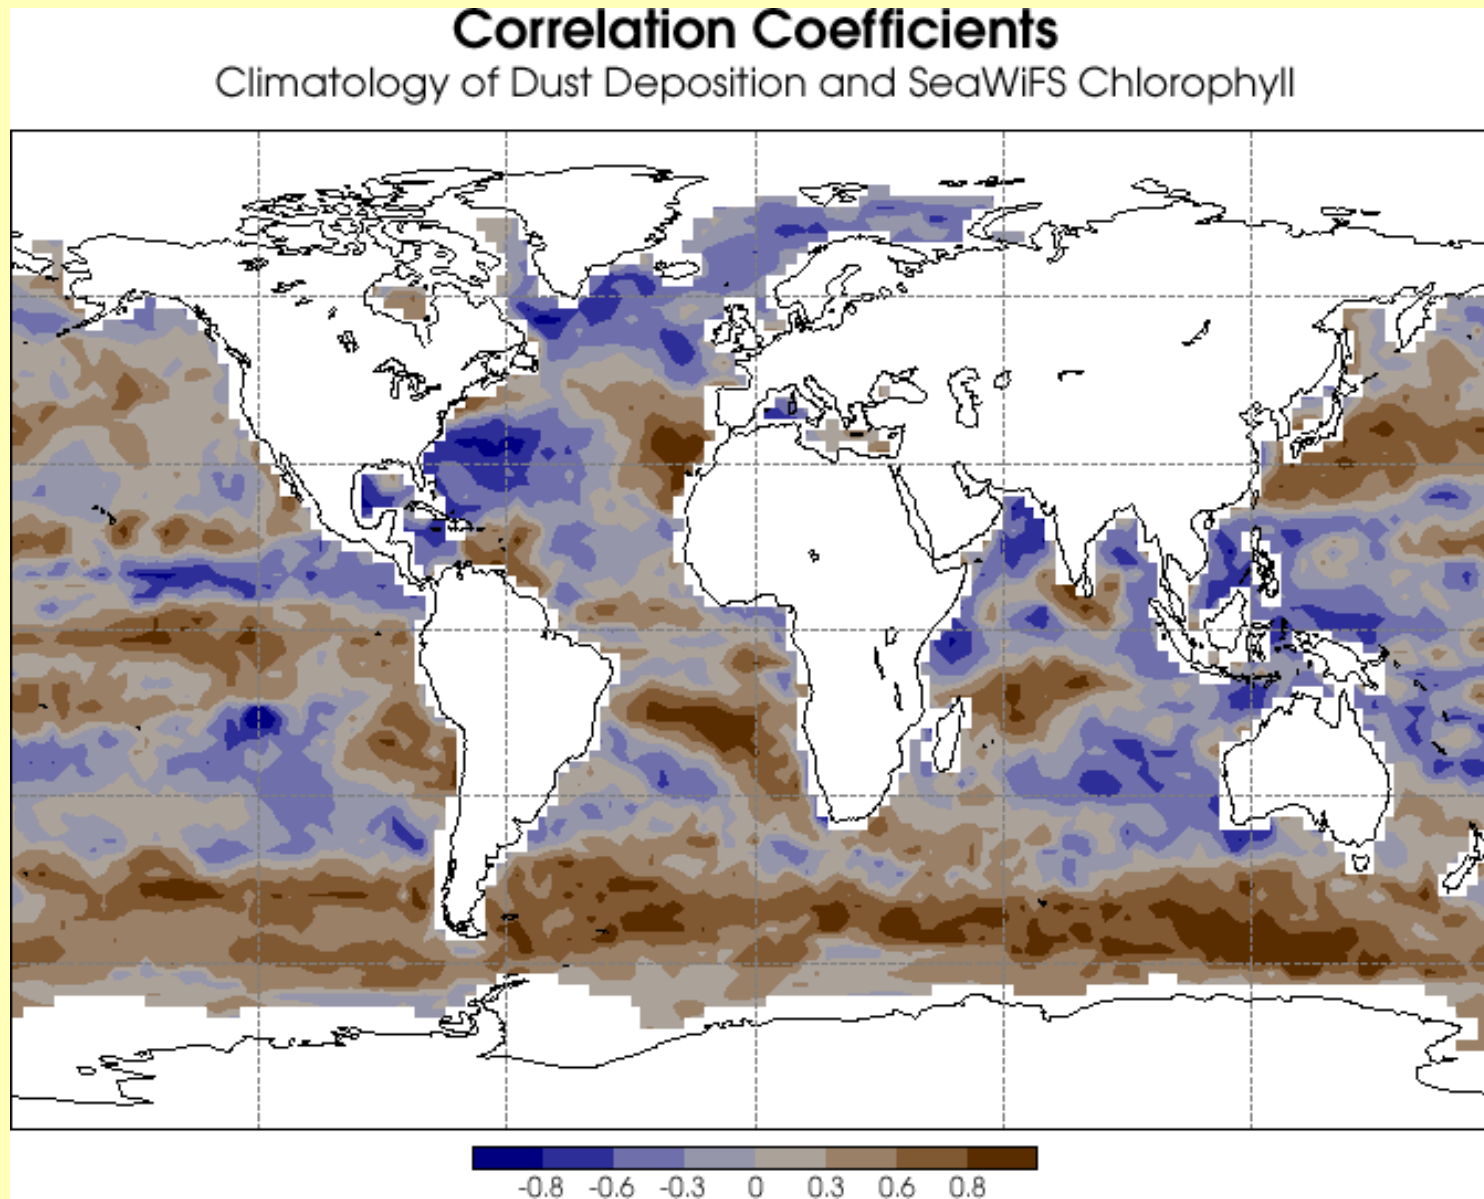 Correlation Coefficients
Climatology of Dust Deposition and SeaWiFS Chlorophyll
-0.8 -0.6 -0.3 0 0.3 0.6 0.8